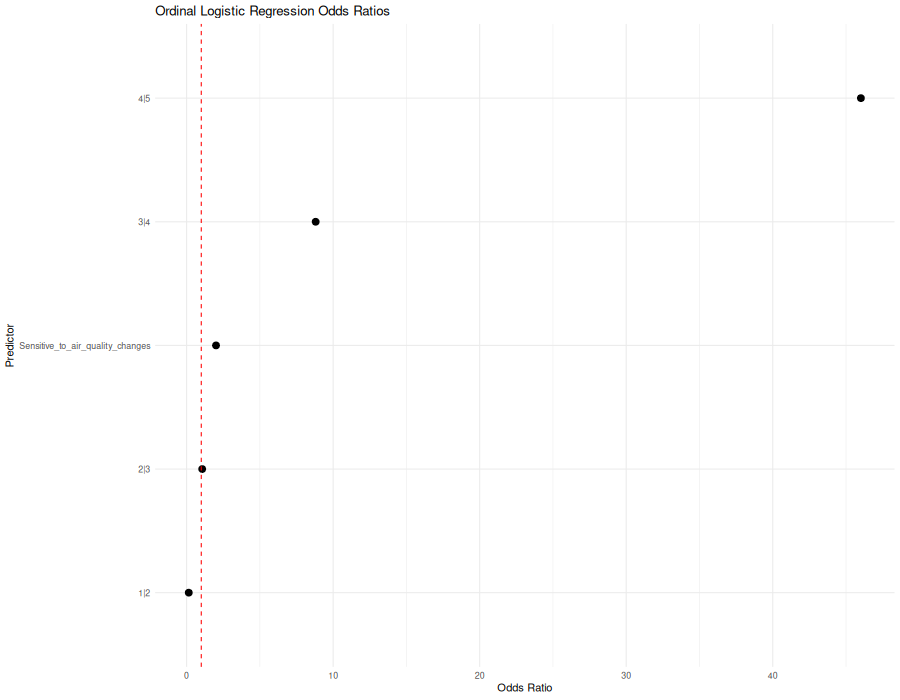 Ordinal Logistic Regression Odds Ratios
4|5
3|4
Sensitive_to_air_quality_changes
2|3
1|2
Predictor
0 10 20 30 40
Odds Ratio